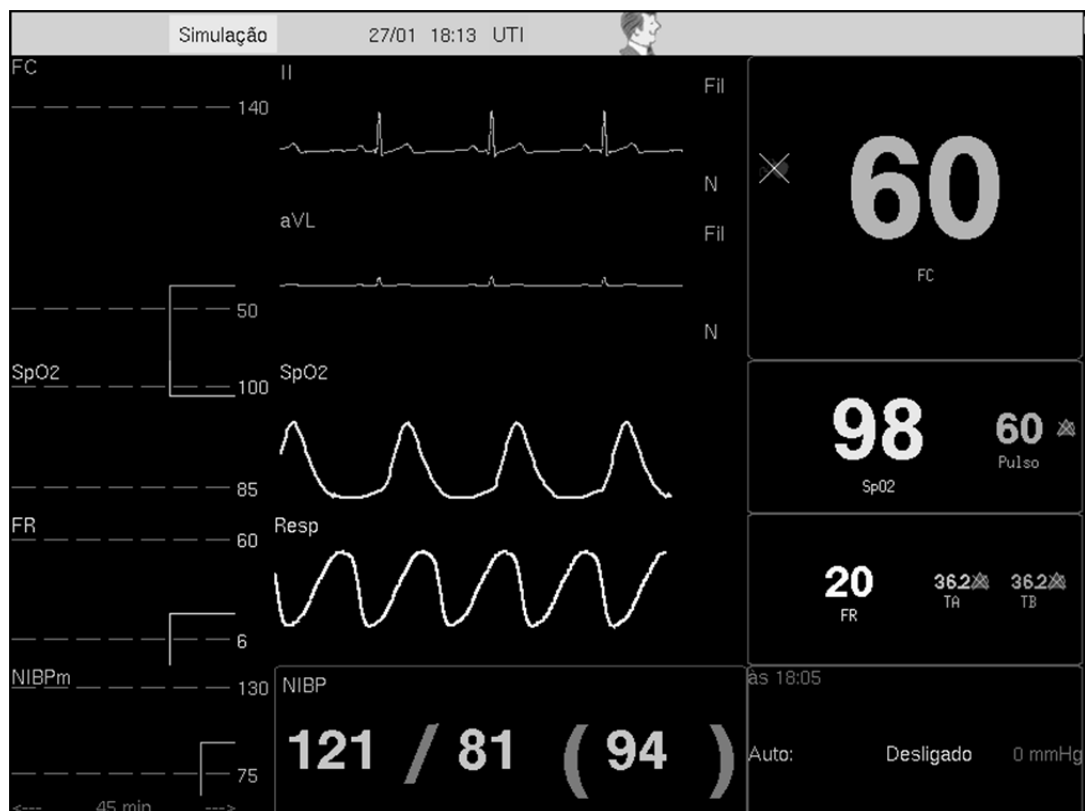 Simulação 27/01 18:13 UTI
FC
140
50
SpO2
100
85
FR
60
6
NIBPm
130
75
<--- 45 min --->
II
Fil
N
aVL
Fil
N
SpO2
Resp
NIBP
121 / 81 ( 94 )
60
FC
98
SpO2
60
Pulso
20
FR
36.2
TA
36.2
TB
às 18:05
Auto: Desligado 0 mmHg